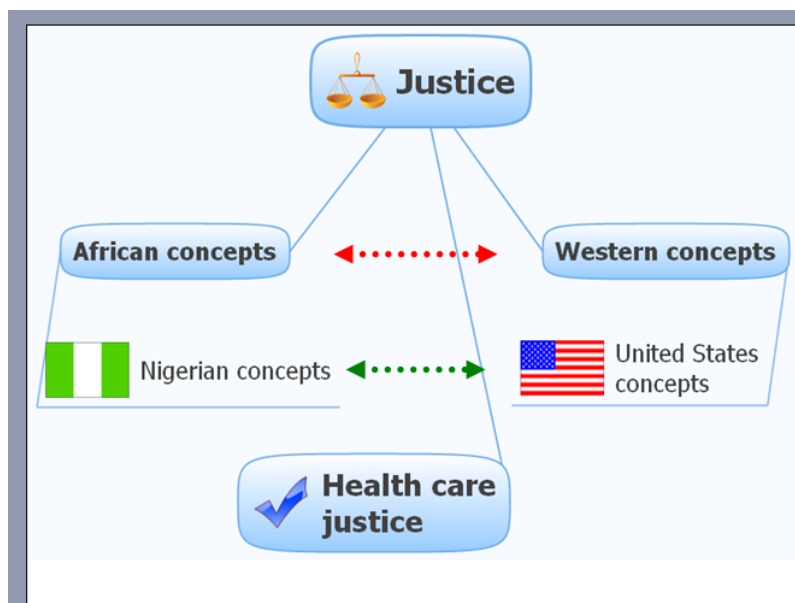 Justice
African concepts
Western concepts
Nigerian concepts
United States
concepts
Health care
justice